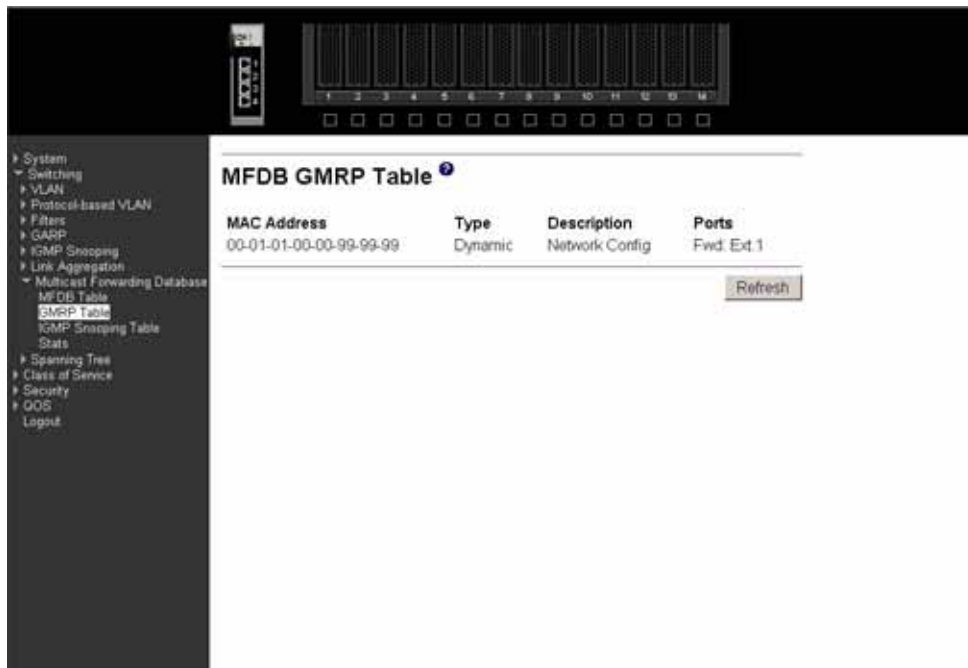 1 2 3 4 5 6 7 8 9 10 11 12 13 14
System
Switching
VLAN
Protocol-based VLAN
Filters
GARP
IGMP Snooping
Link Aggregation
Multicast Forwarding Database
MFDB Table
GMRP Table
IGMP Snooping Table
Stats
Spanning Tree
Class of Service
Security
QOS
Logout
MFDB GMRP Table ?
MAC Address Type Description Ports
00-01-01-00-00-99-99-99 Dynamic Network Config Fwd: Ext.1
Refresh